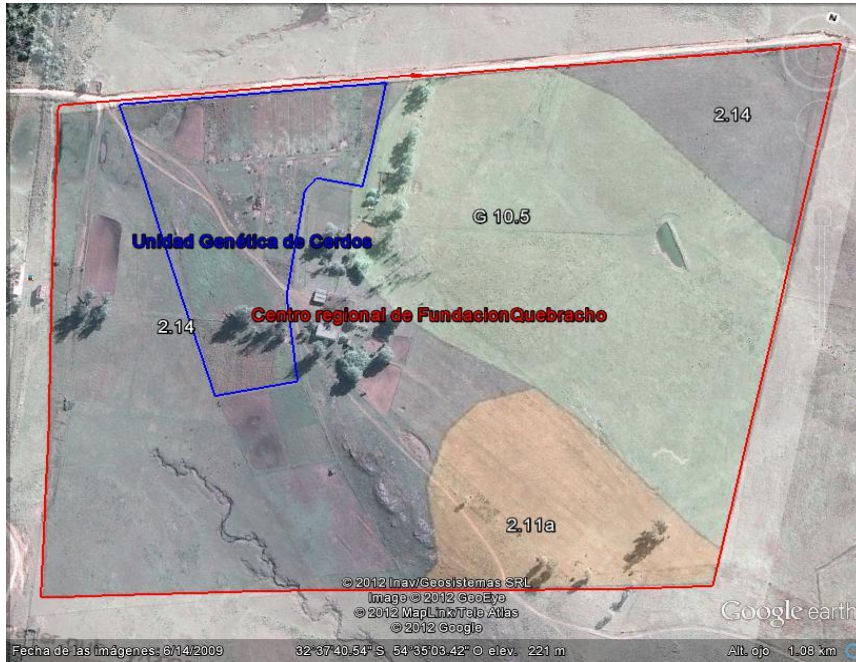 N
2.14
G 10.5
Unidad Genética de Cerdos
Centro regional de FundacionQuebracho
2.14
2.11a
© 2012 Inav/Geosistemas SRL
Image © 2012 GeoEye
© 2012 MapLink/Tele Atlas
© 2012 Google
Google earth
Fecha de las imágenes: 6/14/2009 32°37'40.54" S 54°35'03.42" O elev. 221 m Alt. ojo 1.08 km